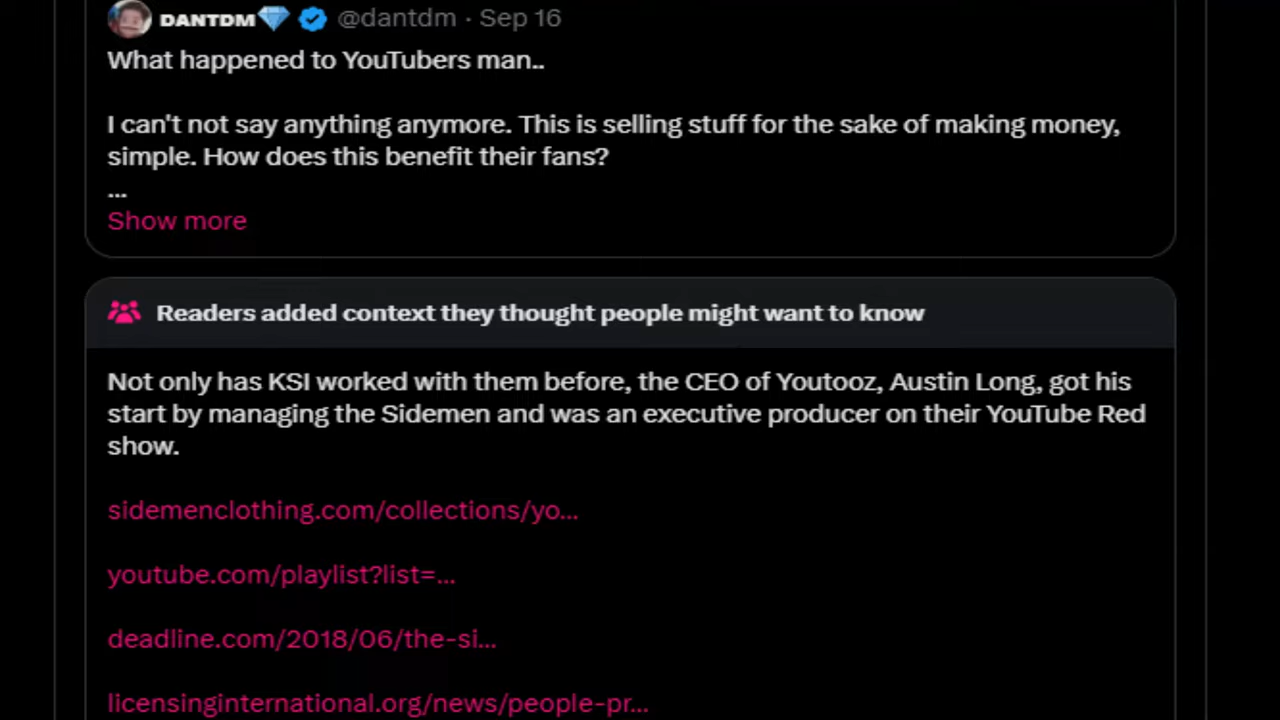 DANTDM💎 @dantdm · Sep 16
What happened to YouTubers man..
I can't not say anything anymore. This is selling stuff for the sake of making money,
simple. How does this benefit their fans?
...
Show more
Readers added context they thought people might want to know
Not only has KSI worked with them before, the CEO of Youtooz, Austin Long, got his
start by managing the Sidemen and was an executive producer on their YouTube Red
show.
sidemenclothing.com/collections/yo...
youtube.com/playlist?list=...
deadline.com/2018/06/the-si...
licensinginternational.org/news/people-pr...